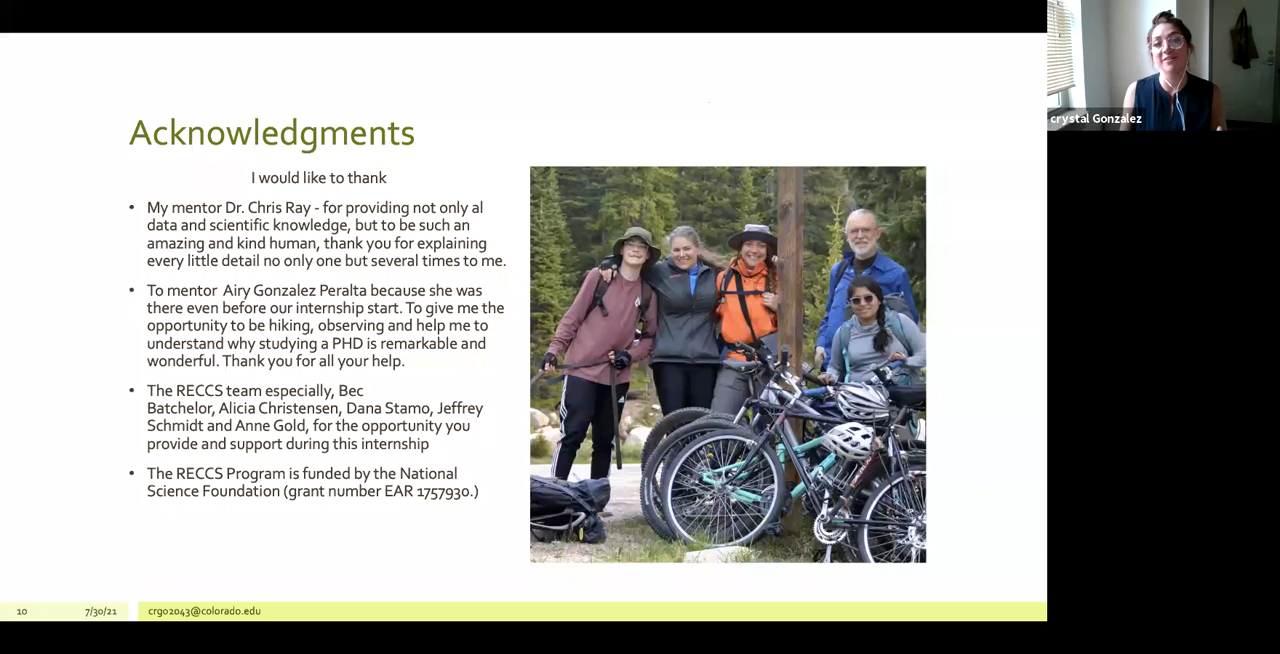 Acknowledgments
I would like to thank
• My mentor Dr. Chris Ray - for providing not only al
data and scientific knowledge, but to be such an
amazing and kind human, thank you for explaining
every little detail no only one but several times to me.
• To mentor Airy Gonzalez Peralta because she was
there even before our internship start. To give me the
opportunity to be hiking, observing and help me to
understand why studying a PHD is remarkable and
wonderful. Thank you for all your help.
• The RECCS team especially, Bec
Batchelor, Alicia Christensen, Dana Stamo, Jeffrey
Schmidt and Anne Gold, for the opportunity you
provide and support during this internship
• The RECCS Program is funded by the National
Science Foundation (grant number EAR 1757930.)
10
7/30/21
crgo2043@colorado.edu
crystal Gonzalez